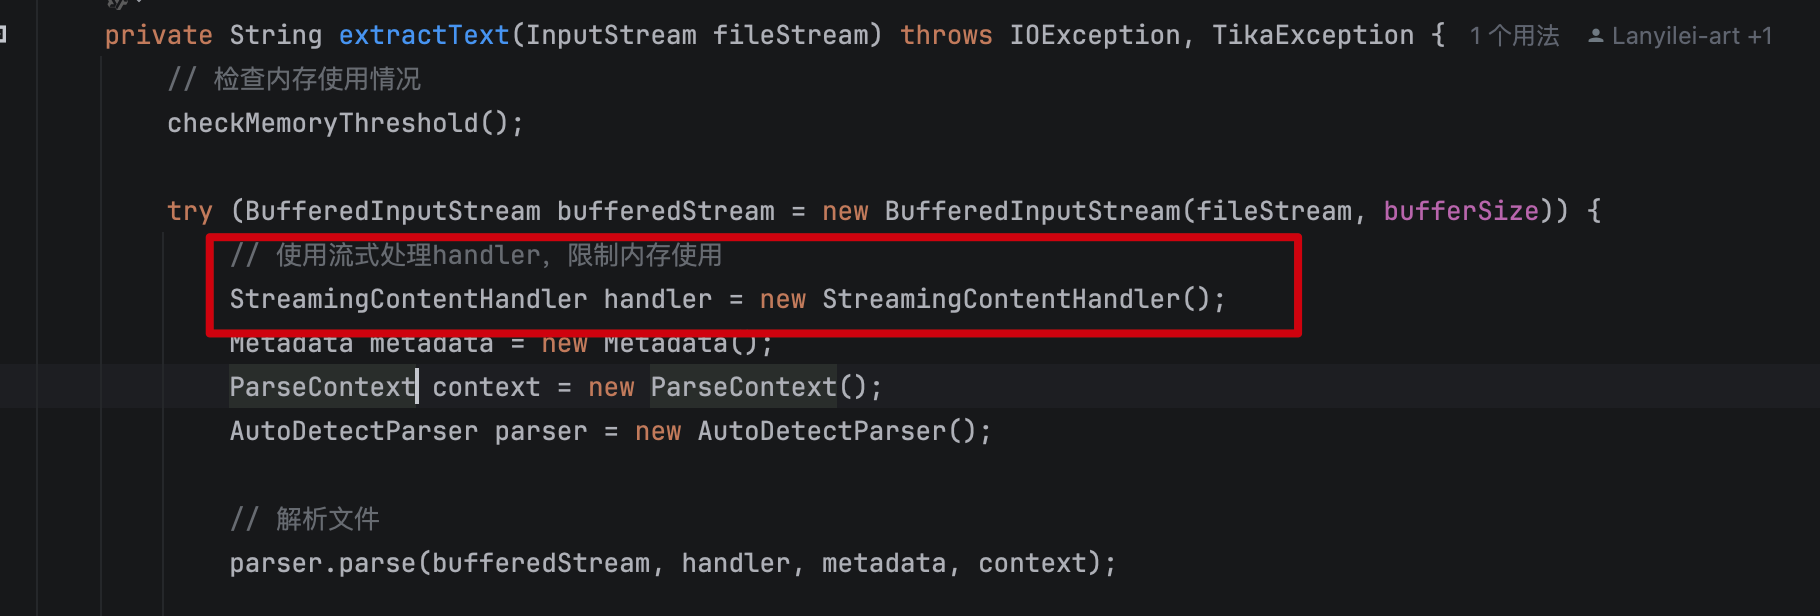 private String extractText(InputStream fileStream) throws IOException, TikaException { 1 个用法 Lanyilei-art +1
// 检查内存使用情况
checkMemoryThreshold();
try (BufferedInputStream bufferedStream = new BufferedInputStream(fileStream, bufferSize)) {
// 使用流式处理handler，限制内存使用
StreamingContentHandler handler = new StreamingContentHandler();
Metadata metadata = new Metadata();
ParseContext context = new ParseContext();
AutoDetectParser parser = new AutoDetectParser();
// 解析文件
parser.parse(bufferedStream, handler, metadata, context);